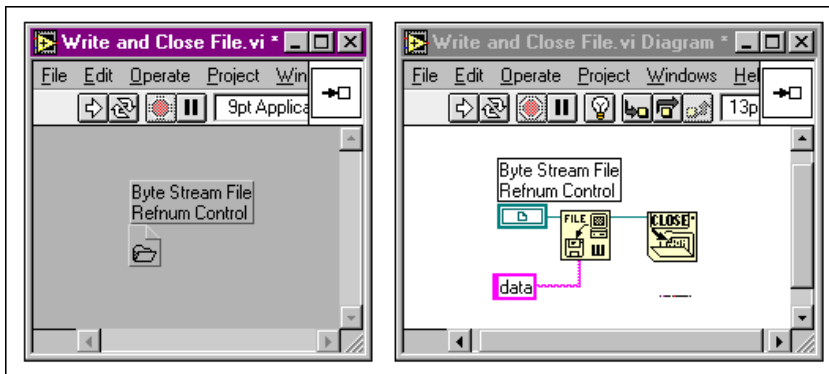 Write and Close File.vi *
File Edit Operate Project Win
9pt Applica
Byte Stream File
Refnum Control
Write and Close File.vi Diagram *
File Edit Operate Project Windows Hel
13p
Byte Stream File
Refnum Control
FILE
W
CLOSE
data